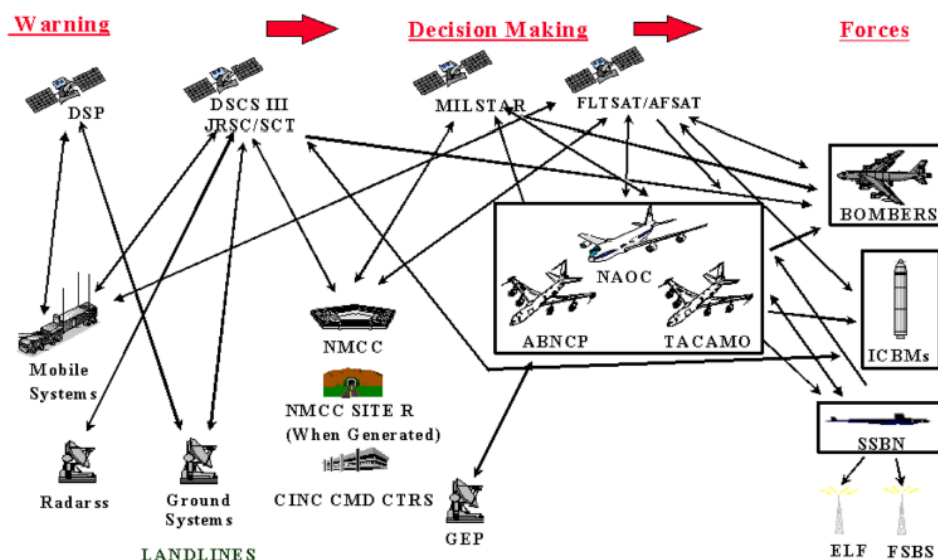 Warning
Decision Making
Forces
DSP
DSCS III
JRSC/SCT
MILSTAR
FLTSAT/AFSAT
BOMBERS
NAOC
ABNCP
TACAMO
ICBMs
Mobile
Systems
NMCC
NMCC SITE R
(When Generated)
SSBN
Radarss
Ground
Systems
CINC CMD CTRS
GEP
ELF
FSBS
LANDLINES